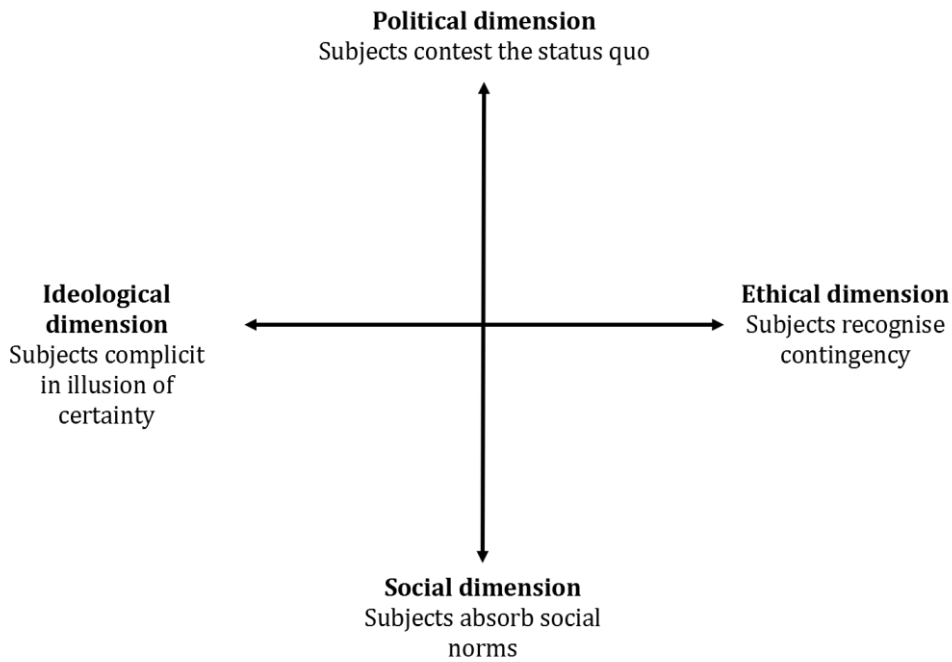 Political dimension
Subjects contest the status quo
Ideological
dimension
Subjects complicit
in illusion of
certainty
Ethical dimension
Subjects recognise
contingency
Social dimension
Subjects absorb social
norms